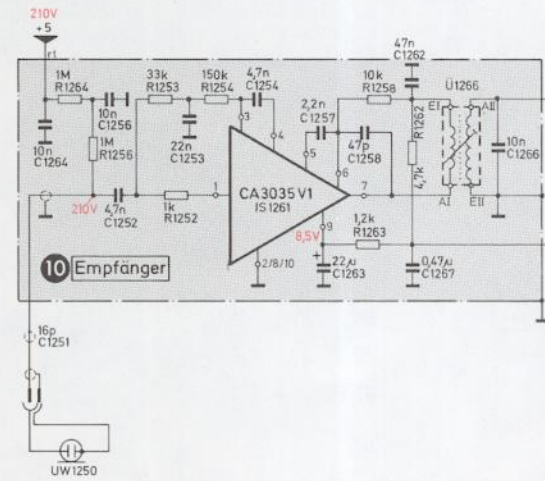 210V
+5
r1
1M
R1264
10n
C1256
33k
R1253
150k
R1254
4,7n
C1254
47n
C1262
10k
R1258
Ü1266
10n
C1264
1M
R1256
22n
C1253
3
4
2,2n
C1257
5
47p
C1258
6
R1262
4,7k
EI
AII
AI
EII
10n
C1266
210V
4,7n
C1252
1k
R1252
1
CA3035V1
IS1261
7
8,5V
9
1,2k
R1263
2/8/10
+
22µ
C1263
0,47µ
C1267
10 Empfänger
16p
C1251
UW1250